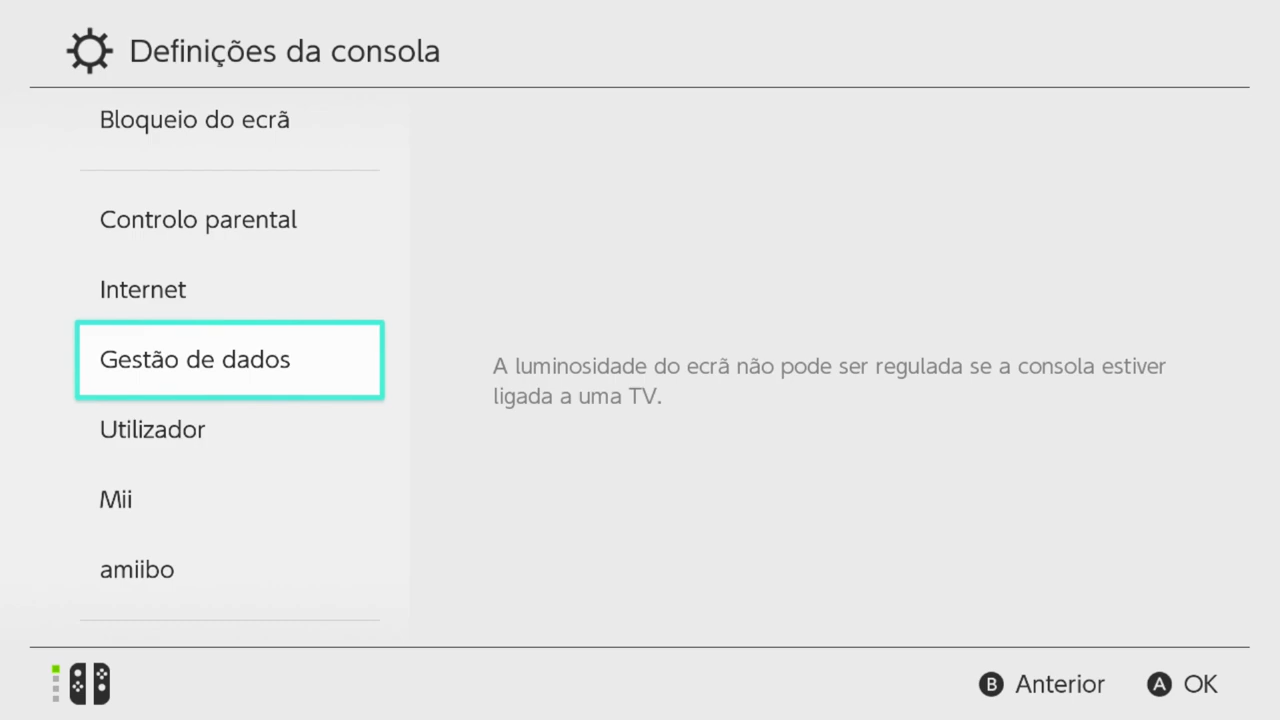 Definições da consola
Bloqueio do ecrã
Controlo parental
Internet
Gestão de dados
Utilizador
Mii
amiibo
A luminosidade do ecrã não pode ser regulada se a consola estiver
ligada a uma TV.
B Anterior
A OK